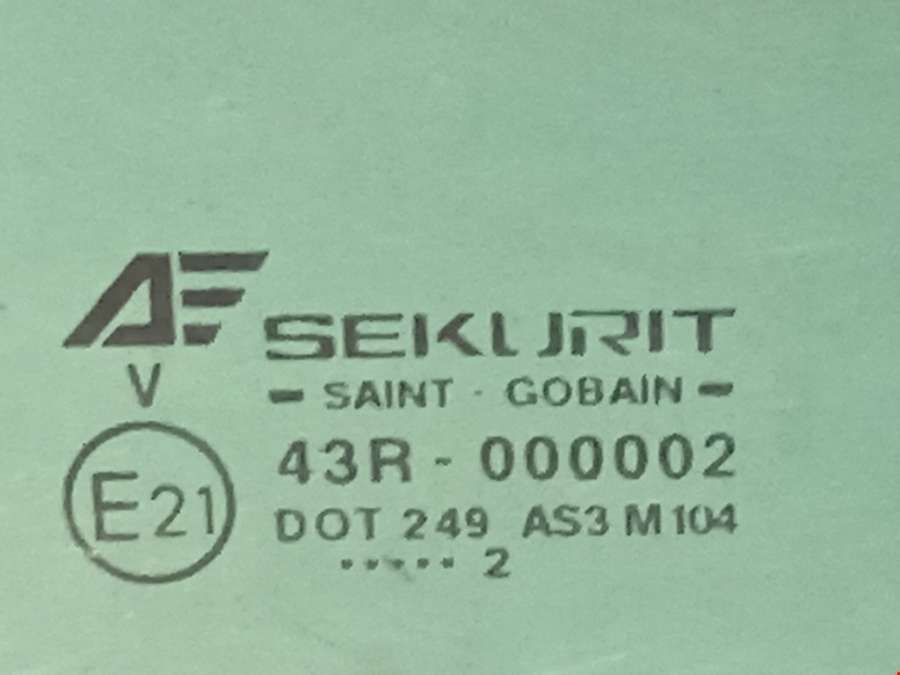 AF
V
SEKURIT
- SAINT · GOBAIN -
E21
43R - 000002
DOT 249 AS3 M104
····· 2